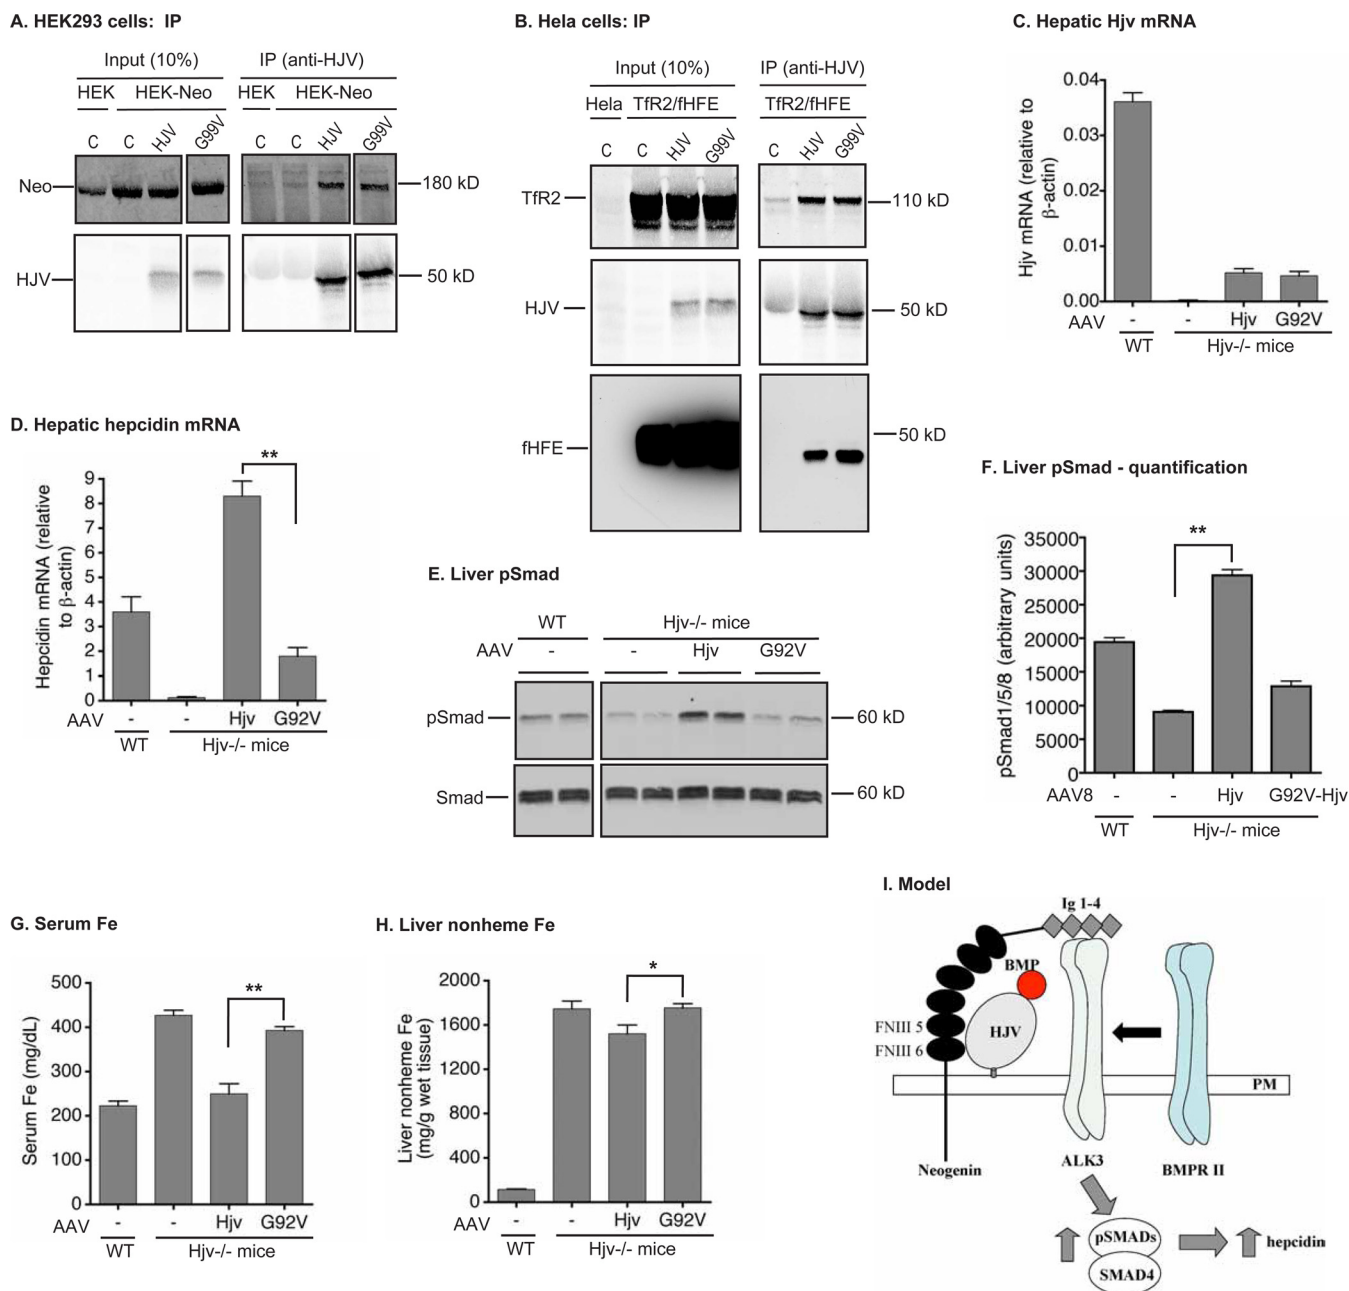 A. HEK293 cells: IP
Input (10%) IP (anti-HJV)
HEK HEK-Neo HEK HEK-Neo
C C HJV G99V C C HJV G99V
Neo 180 kD
HJV 50 kD
B. Hela cells: IP
Input (10%) IP (anti-HJV)
Hela TfR2/fHFE TfR2/fHFE
C C HJV G99V C HJV G99V
TfR2 110 kD
HJV 50 kD
fHFE 50 kD
C. Hepatic Hjv mRNA
Hjv mRNA (relative to
β-actin)
0.04
0.03
0.02
0.01
0.00
AAV - - Hjv G92V
WT Hjv-/- mice
D. Hepatic hepcidin mRNA
**
Hepcidin mRNA (relative
to β-actin)
9
8
7
6
5
4
3
2
1
0
AAV - - Hjv G92V
WT Hjv-/- mice
E. Liver pSmad
WT Hjv-/- mice
AAV - - Hjv G92V
pSmad 60 kD
Smad 60 kD
F. Liver pSmad - quantification
**
pSmad1/5/8 (arbitrary units)
35000
30000
25000
20000
15000
10000
5000
0
AAV8 - - Hjv G92V-Hjv
WT Hjv-/- mice
G. Serum Fe
**
Serum Fe (mg/dL)
500
400
300
200
100
0
AAV - - Hjv G92V
WT Hjv-/- mice
H. Liver nonheme Fe
*
Liver nonheme Fe
(mg/g wet tissue)
2000
1600
1200
800
400
0
AAV - - Hjv G92V
WT Hjv-/- mice
I. Model
Ig 1-4
BMP
FNIII 5
HJV
FNIII 6
PM
Neogenin
ALK3
BMPR II
pSMADs
hepcidin
SMAD4